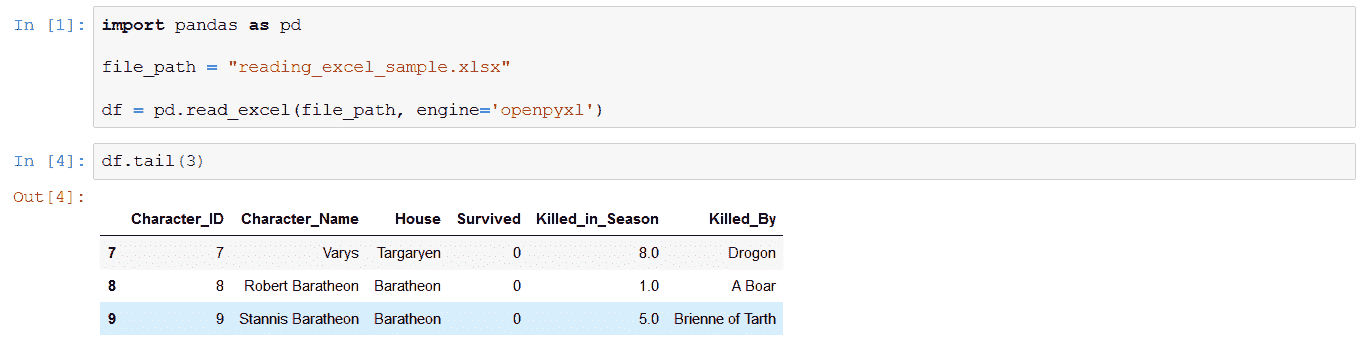 In [1]: import pandas as pd
file_path = "reading_excel_sample.xlsx"
df = pd.read_excel(file_path, engine='openpyxl')
In [4]: df.tail(3)
Out[4]:
Character_ID Character_Name House Survived Killed_in_Season Killed_By
7 7 Varys Targaryen 0 8.0 Drogon
8 8 Robert Baratheon Baratheon 0 1.0 A Boar
9 9 Stannis Baratheon Baratheon 0 5.0 Brienne of Tarth